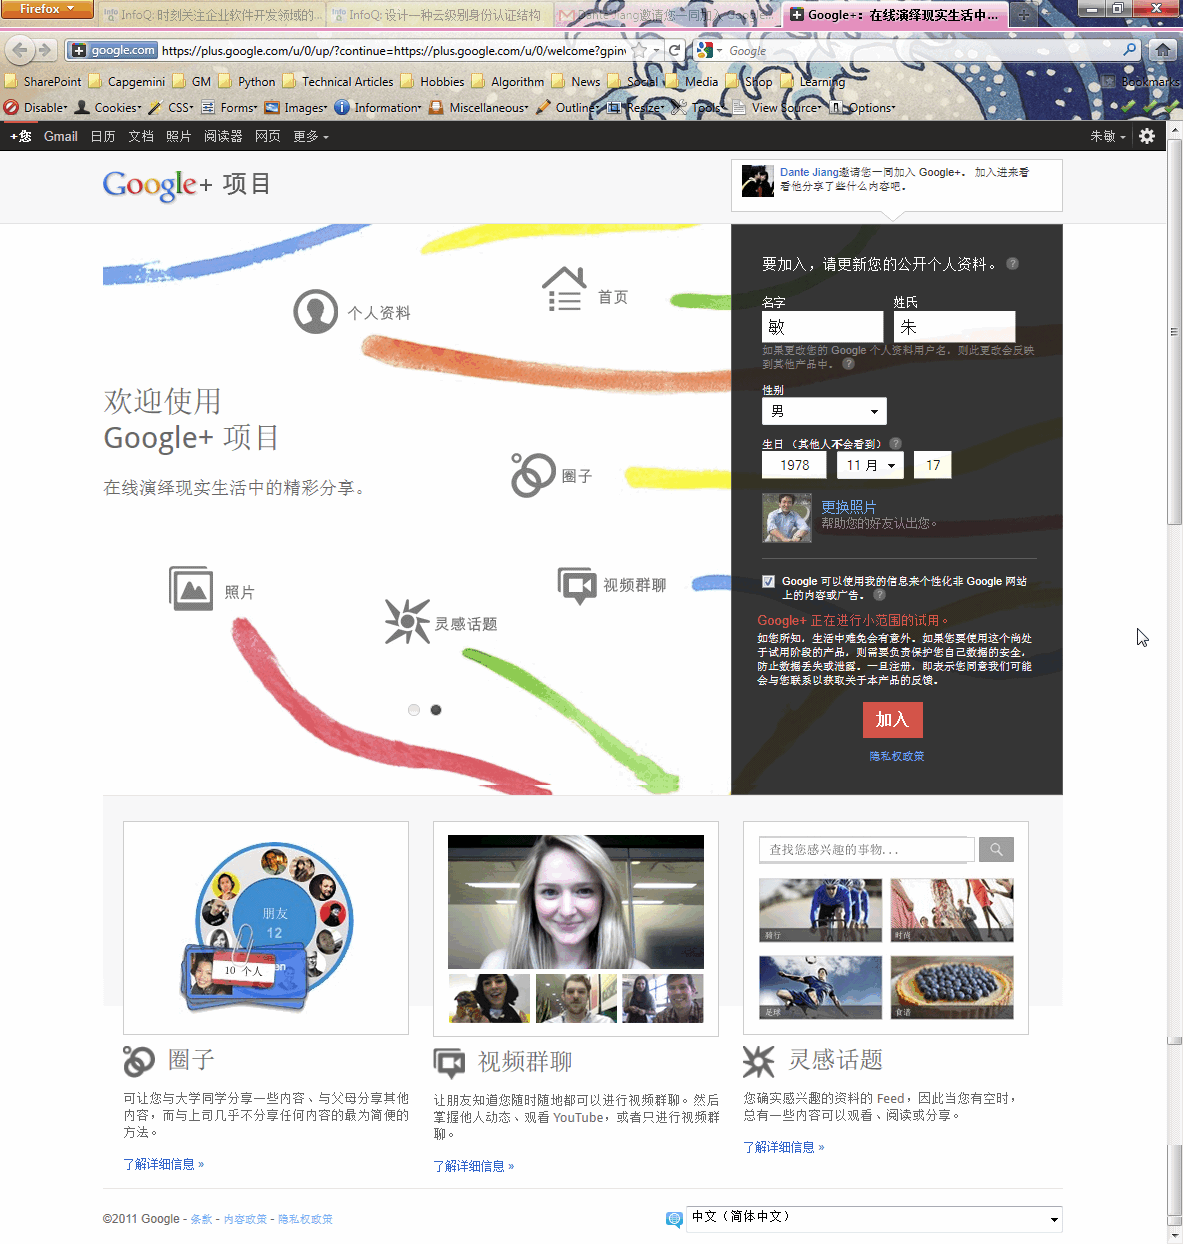 Firefox
InfoQ: 时刻关注企业软件开发领域的...
InfoQ: 设计一种云级别身份认证结构
Dante Jiang邀请您一同加入 Google...
Google+: 在线演绎现实生活中...
google.com
https://plus.google.com/u/0/up/?continue=https://plus.google.com/u/0/welcome?gpinv
Google
SharePoint Capgemini GM Python Technical Articles Hobbies Algorithm News Social Media Shop Learning Bookmarks
Disable Cookies CSS Forms Images Information Miscellaneous Outline Resize Tools View Source Options
+您 Gmail 日历 文档 照片 阅读器 网页 更多
朱敏
Google+ 项目
Dante Jiang邀请您一同加入 Google+。 加入进来看
看他分享了些什么内容吧。
个人资料
首页
欢迎使用
Google+ 项目
在线演绎现实生活中的精彩分享。
圈子
照片
视频群聊
灵感话题
要加入，请更新您的公开个人资料。 ?
名字 姓氏
敏 朱
如果更改您的 Google 个人资料用户名，则此更改会反映
到其他产品中。 ?
性别
男
生日 （其他人不会看到） ?
1978 11 月 17
更换照片
帮助您的好友认出您。
Google 可以使用我的信息来个性化非 Google 网站
上的内容或广告。 ?
Google+ 正在进行小范围的试用。
如您所知，生活中难免会有意外。如果您要使用这个尚处
于试用阶段的产品，则需要负责保护您自己数据的安全，
防止数据丢失或泄露。一旦注册，即表示您同意我们可能
会与您联系以获取关于本产品的反馈。
加入
隐私权政策
朋友
12
10 个人
查找您感兴趣的事物...
骑行
时尚
足球
食谱
圈子
可让您与大学同学分享一些内容、与父母分享其他
内容，而与上司几乎不分享任何内容的最为简便的
方法。
了解详细信息 »
视频群聊
让朋友知道您随时随地都可以进行视频群聊。然后
掌握他人动态、观看 YouTube，或者只进行视频群
聊。
了解详细信息 »
灵感话题
您确实感兴趣的资料的 Feed，因此当您有空时，
总有一些内容可以观看、阅读或分享。
了解详细信息 »
©2011 Google - 条款 - 内容政策 - 隐私权政策
中文（简体中文）